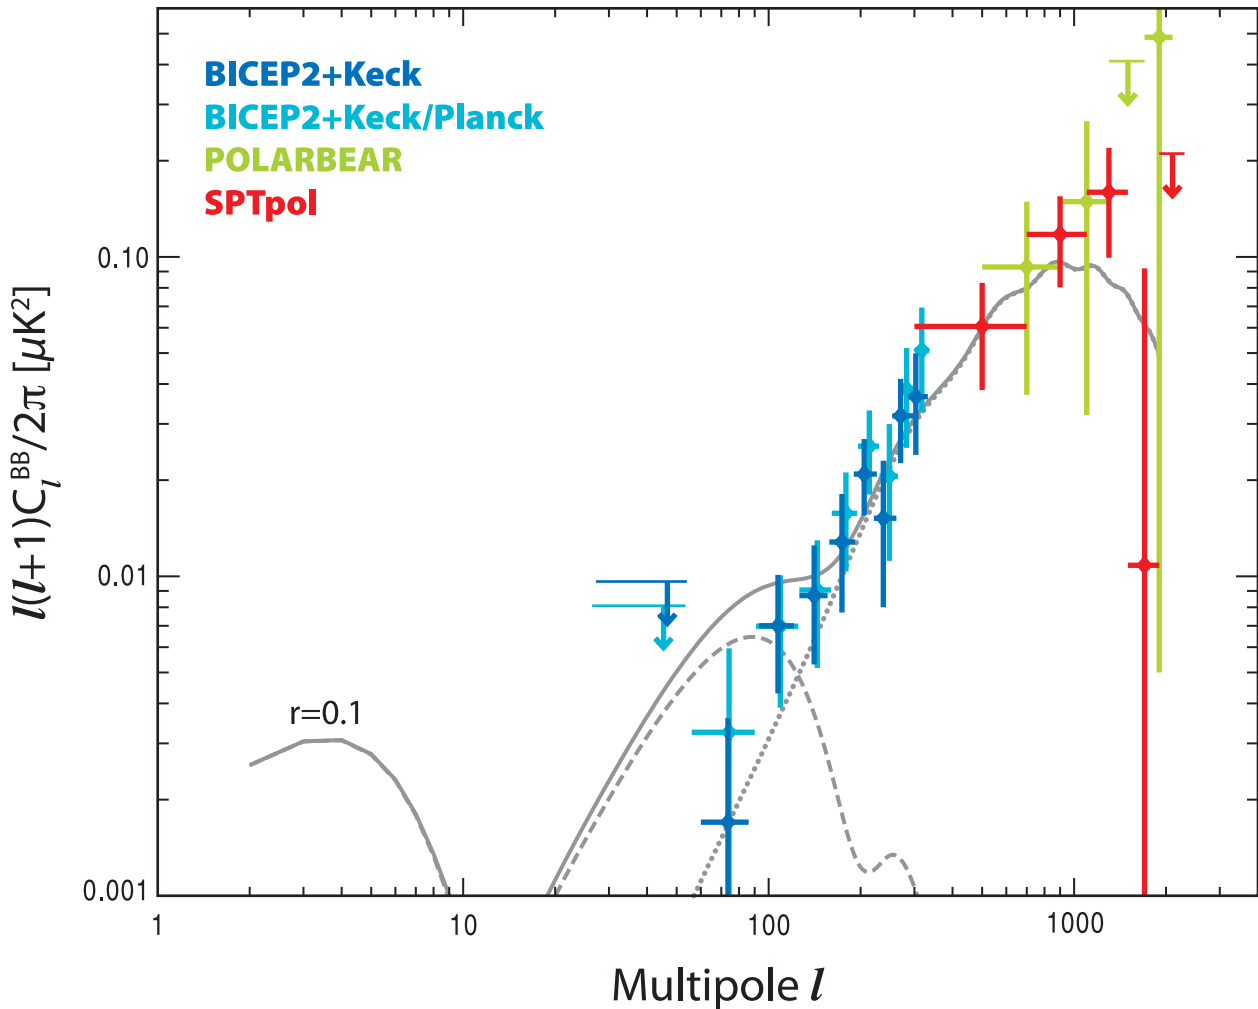 BICEP2+Keck
BICEP2+Keck/Planck
POLARBEAR
SPTpol
0.10
0.01
0.001
l(l+1)C_l^BB/2π [μK²]
r=0.1
1
10
100
1000
Multipole l